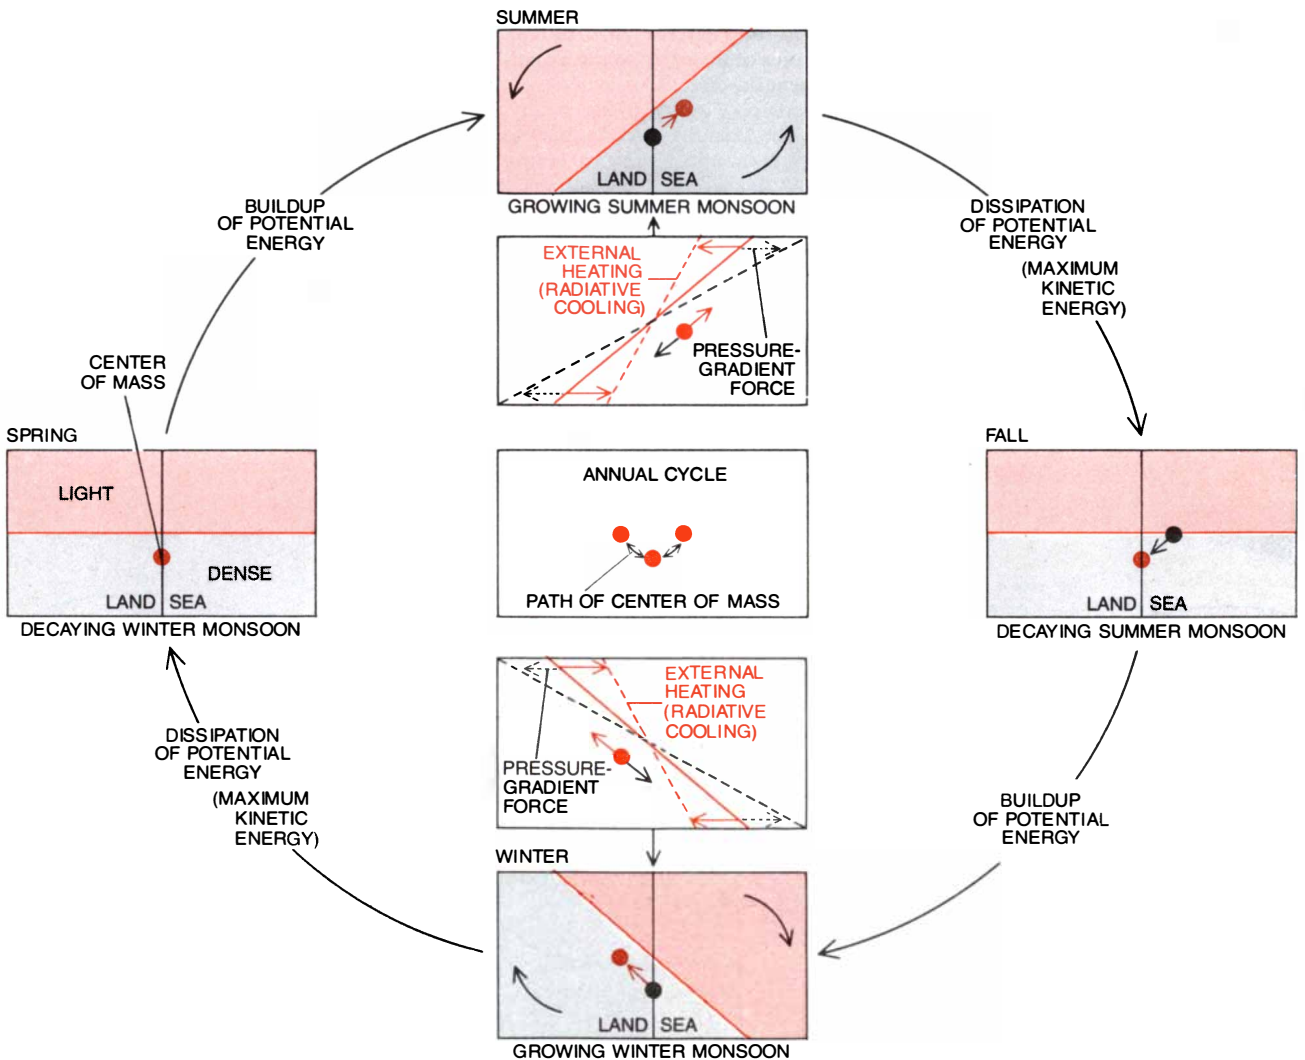 SUMMER
LAND SEA
GROWING SUMMER MONSOON
BUILDUP
OF POTENTIAL
ENERGY
DISSIPATION
OF POTENTIAL
ENERGY
(MAXIMUM
KINETIC
ENERGY)
EXTERNAL
HEATING
(RADIATIVE
COOLING)
PRESSURE-
GRADIENT
FORCE
CENTER
OF MASS
SPRING
LIGHT
DENSE
LAND SEA
DECAYING WINTER MONSOON
ANNUAL CYCLE
PATH OF CENTER OF MASS
FALL
LAND SEA
DECAYING SUMMER MONSOON
EXTERNAL
HEATING
(RADIATIVE
COOLING)
PRESSURE-
GRADIENT
FORCE
DISSIPATION
OF POTENTIAL
ENERGY
(MAXIMUM
KINETIC
ENERGY)
BUILDUP
OF POTENTIAL
ENERGY
WINTER
LAND SEA
GROWING WINTER MONSOON